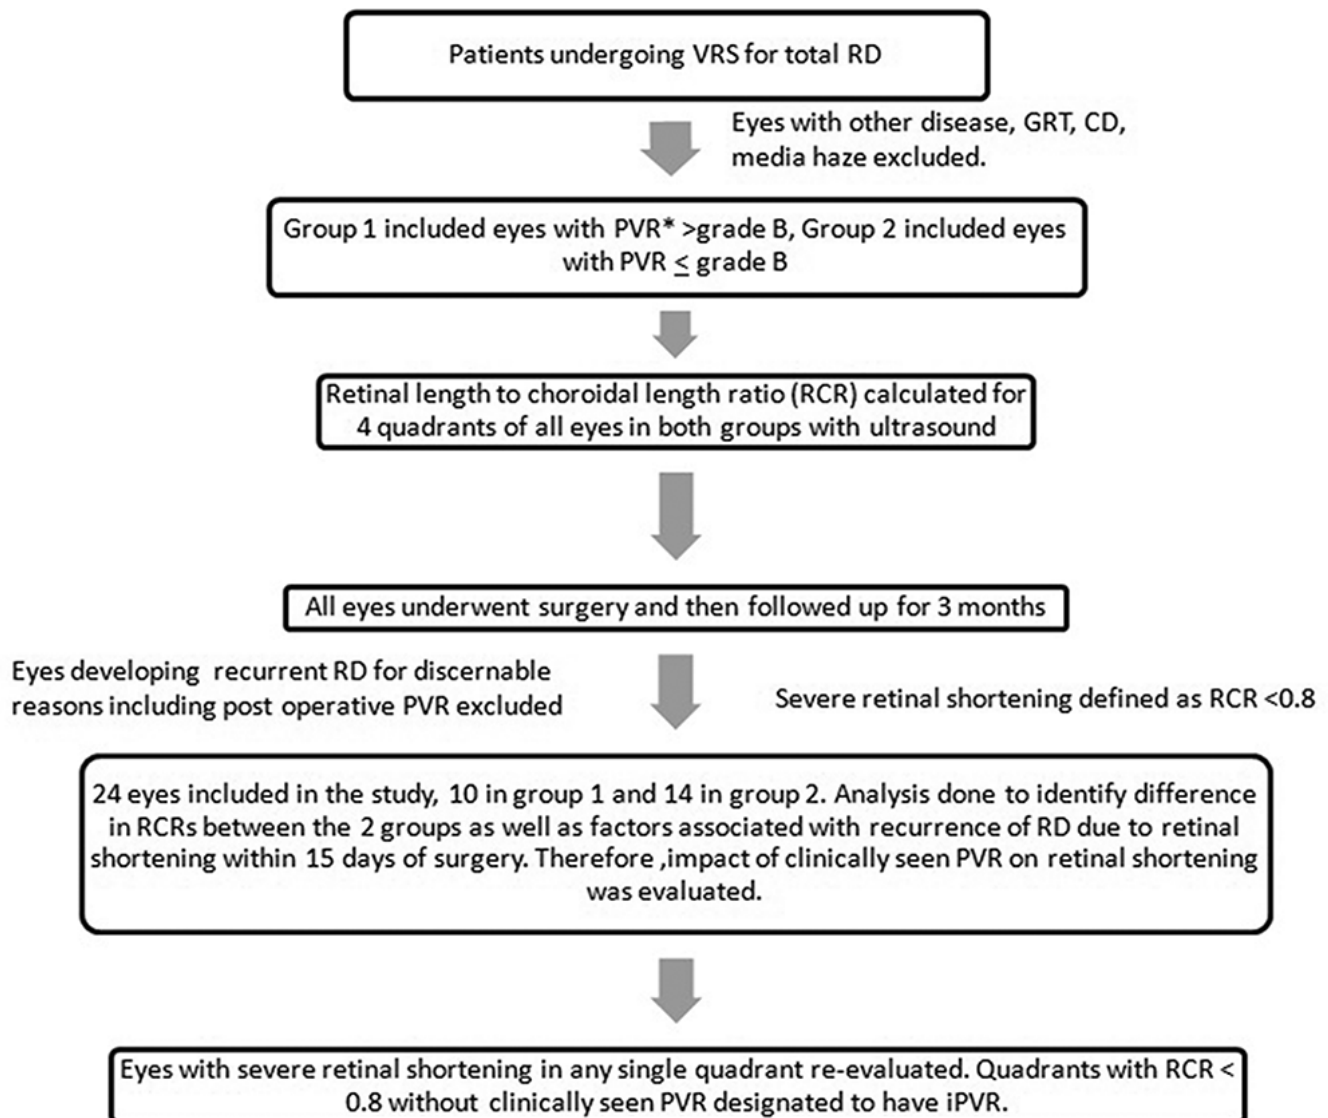 Patients undergoing VRS for total RD
Eyes with other disease, GRT, CD,
media haze excluded.
Group 1 included eyes with PVR* >grade B, Group 2 included eyes
with PVR ≤ grade B
Retinal length to choroidal length ratio (RCR) calculated for
4 quadrants of all eyes in both groups with ultrasound
All eyes underwent surgery and then followed up for 3 months
Eyes developing recurrent RD for discernable
reasons including post operative PVR excluded
Severe retinal shortening defined as RCR <0.8
24 eyes included in the study, 10 in group 1 and 14 in group 2. Analysis done to identify difference
in RCRs between the 2 groups as well as factors associated with recurrence of RD due to retinal
shortening within 15 days of surgery. Therefore ,impact of clinically seen PVR on retinal shortening
was evaluated.
Eyes with severe retinal shortening in any single quadrant re-evaluated. Quadrants with RCR <
0.8 without clinically seen PVR designated to have iPVR.